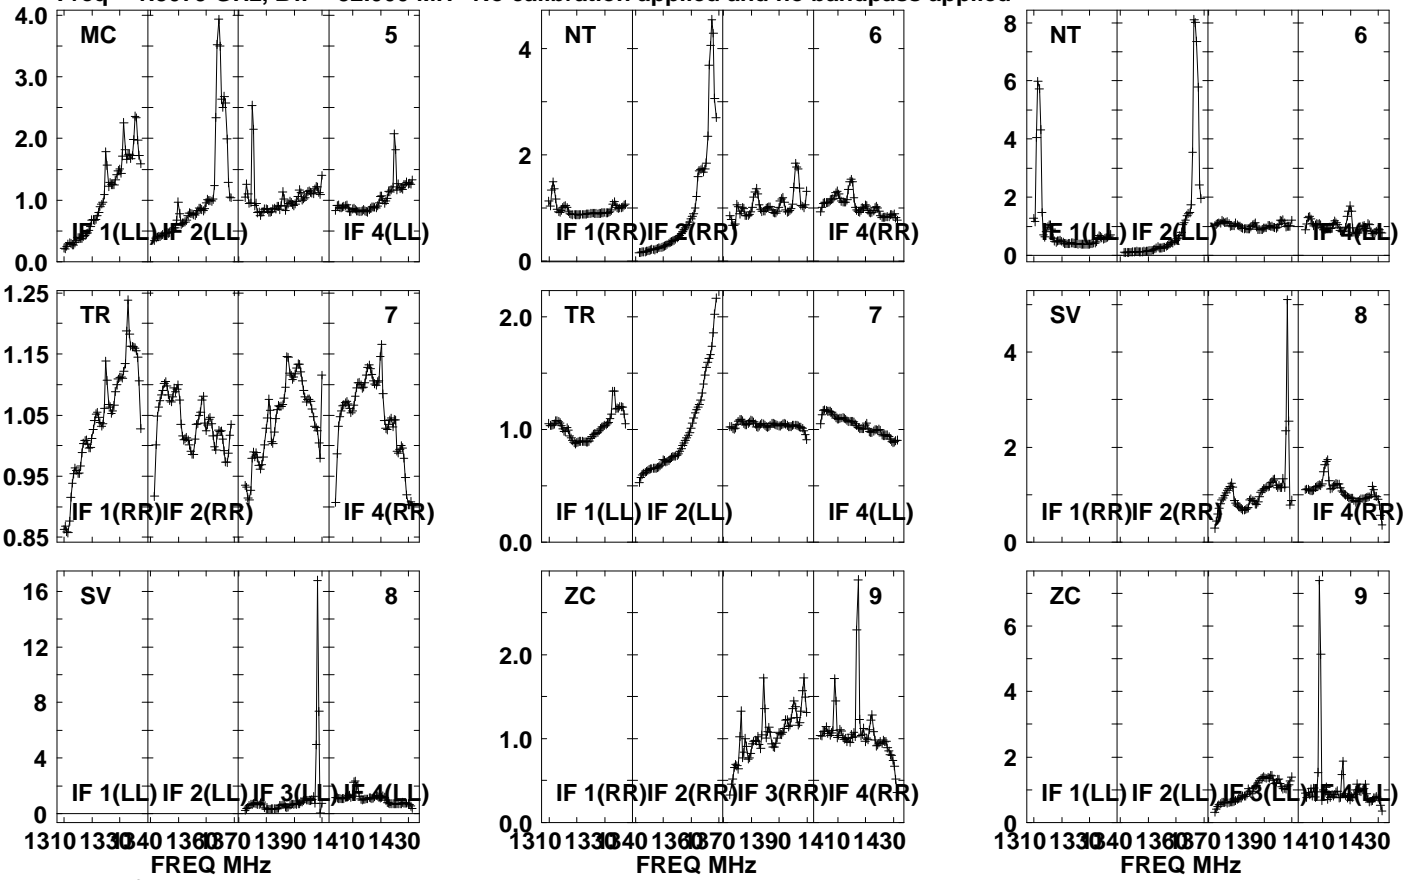 No calibration applied and no bandpass applied
MC 5
4.0
3.0
2.0
1.0
0.0
IF 1(LL) IF 2(LL) IF 4(LL)
NT 6
4
2
0
IF 1(RR) IF 2(RR) IF 4(RR)
NT 6
8
6
4
2
0
IF 1(LL) IF 2(LL) IF 4(LL)
TR 7
1.25
1.15
1.05
0.95
0.85
IF 1(RR) IF 2(RR) IF 4(RR)
TR 7
2.0
1.0
0.0
IF 1(LL) IF 2(LL) IF 4(LL)
SV 8
4
2
0
IF 1(RR) IF 2(RR) IF 4(RR)
SV 8
16
12
8
4
0
IF 1(LL) IF 2(LL) IF 3(LL) IF 4(LL)
1310 1330 1340 1360 1370 1390 1410 1430
FREQ MHz
ZC 9
2.0
1.0
0.0
IF 1(RR) IF 2(RR) IF 3(RR) IF 4(RR)
1310 1330 1340 1360 1370 1390 1410 1430
FREQ MHz
ZC 9
6
4
2
0
IF 1(LL) IF 2(LL) IF 3(LL) IF 4(LL)
1310 1330 1340 1360 1370 1390 1410 1430
FREQ MHz